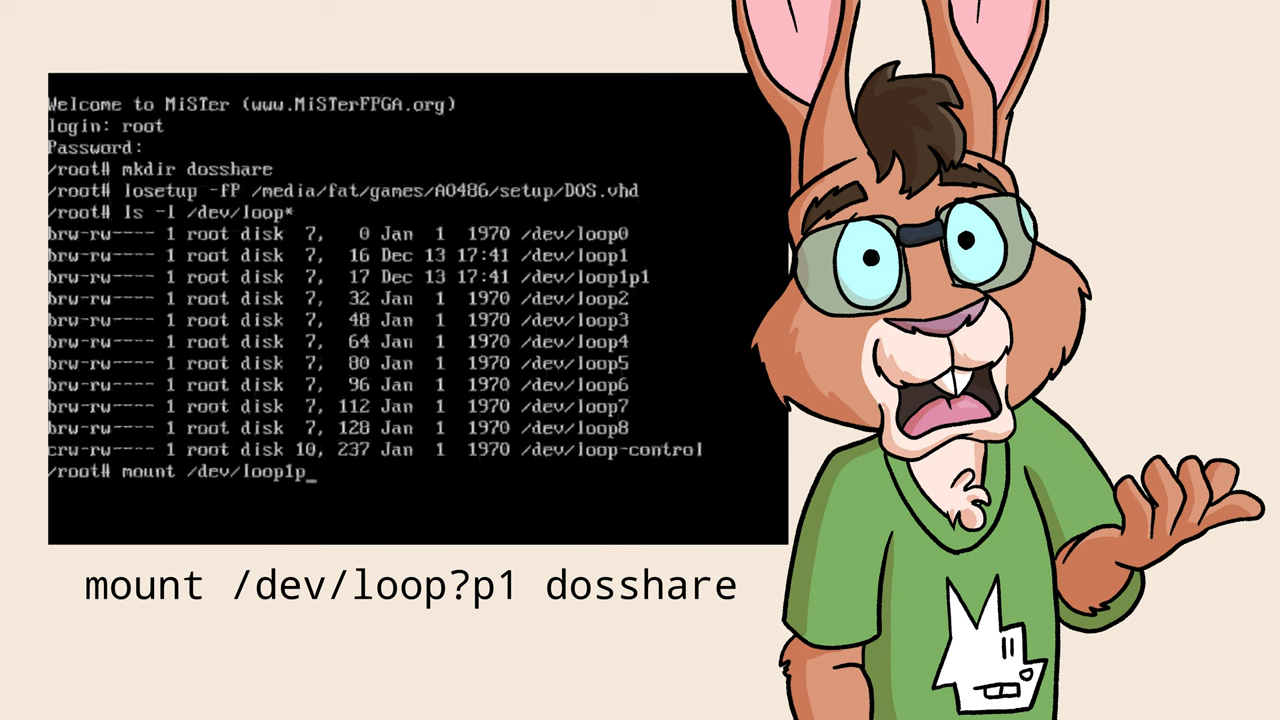 Welcome to MiSTer (www.MiSTerFPGA.org)
login: root
Password:
/root# mkdir dosshare
/root# losetup -fP /media/fat/games/AO486/setup/DOS.vhd
/root# ls -l /dev/loop*
brw-rw---- 1 root disk  7,   0 Jan  1  1970 /dev/loop0
brw-rw---- 1 root disk  7,  16 Dec 13 17:41 /dev/loop1
brw-rw---- 1 root disk  7,  17 Dec 13 17:41 /dev/loop1p1
brw-rw---- 1 root disk  7,  32 Jan  1  1970 /dev/loop2
brw-rw---- 1 root disk  7,  48 Jan  1  1970 /dev/loop3
brw-rw---- 1 root disk  7,  64 Jan  1  1970 /dev/loop4
brw-rw---- 1 root disk  7,  80 Jan  1  1970 /dev/loop5
brw-rw---- 1 root disk  7,  96 Jan  1  1970 /dev/loop6
brw-rw---- 1 root disk  7, 112 Jan  1  1970 /dev/loop7
brw-rw---- 1 root disk  7, 128 Jan  1  1970 /dev/loop8
crw-rw---- 1 root disk 10, 237 Jan  1  1970 /dev/loop-control
/root# mount /dev/loop1p_
mount /dev/loop?p1 dosshare